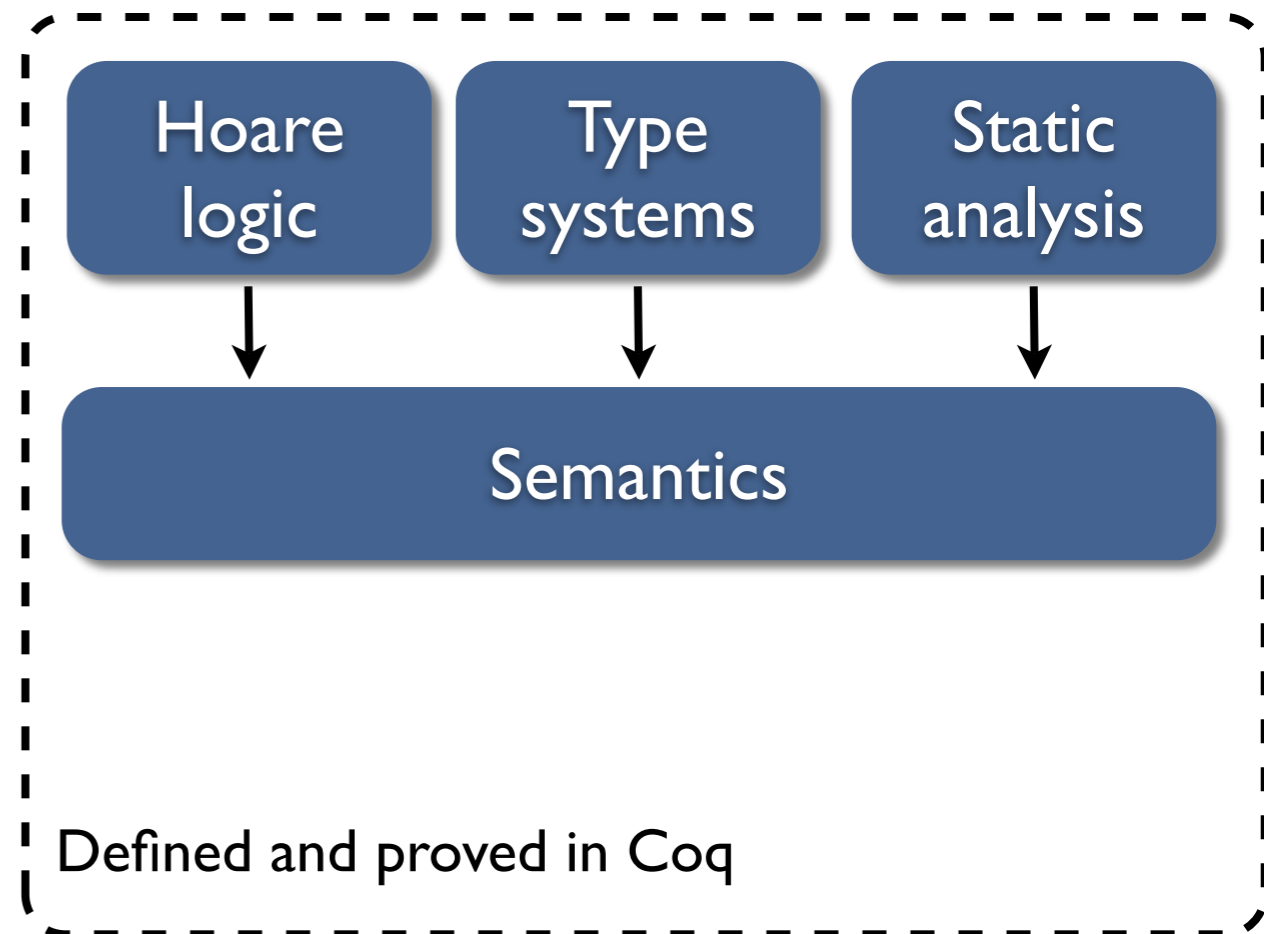 Hoare
logic
Type
systems
Static
analysis
Semantics
Defined and proved in Coq